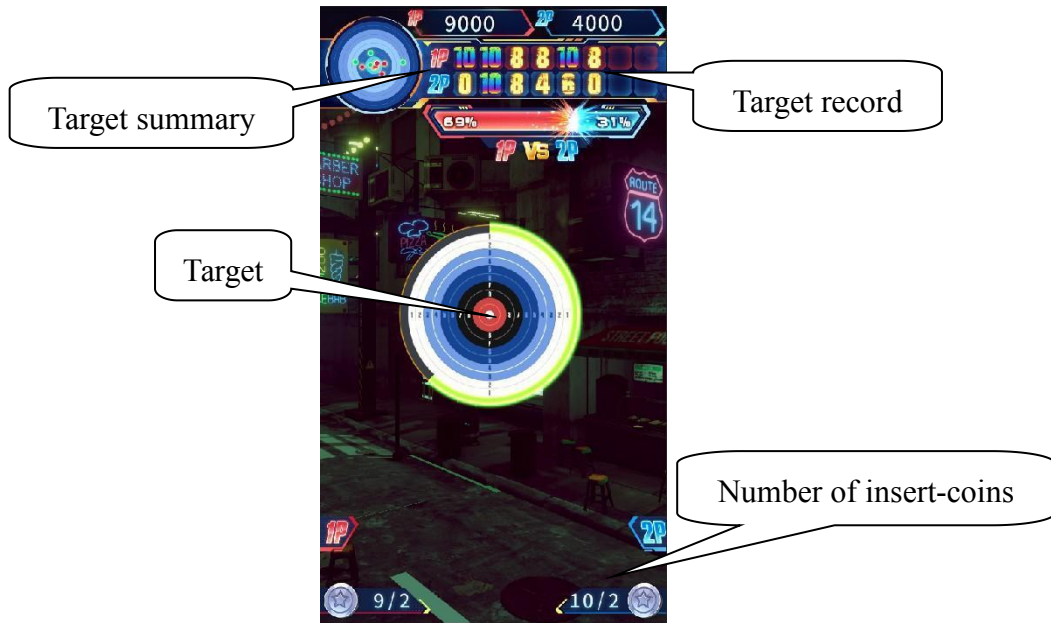 1P 9000 2P 4000
1P 10 10 8 8 10 8
2P 0 10 8 4 6 0
Target summary
Target record
69% 31%
1P VS 2P
BARBER
SHOP
ROUTE
14
PIZZA
Target
KEBAB
Number of insert-coins
1P
2P
9/2
10/2